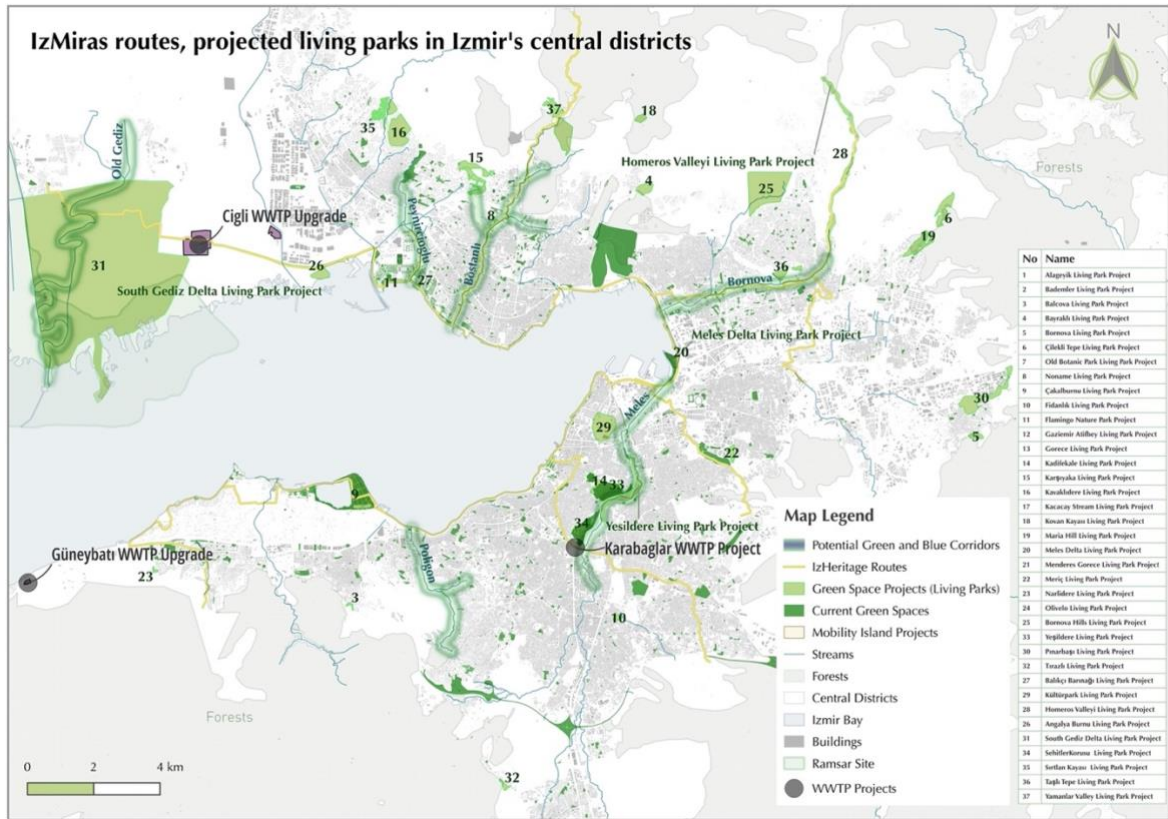 IzMiras routes, projected living parks in Izmir's central districts
N
37
18
35
16
28
Old Gediz
15
Homeros Valleyi Living Park Project
Forests
4
25
Peynircioglu
8
6
Cigli WWTP Upgrade
Bostanlı
19
31
26
36
11
27
Bornova
South Gediz Delta Living Park Project
Meles Delta Living Park Project
20
Meles
30
29
5
22
14
33
9
34
Yesildere Living Park Project
Karabaglar WWTP Project
Güneybatı WWTP Upgrade
Poligon
23
3
10
Forests
32
0 2 4 km
Map Legend
Potential Green and Blue Corridors
IzHeritage Routes
Green Space Projects (Living Parks)
Current Green Spaces
Mobility Island Projects
Streams
Forests
Central Districts
Izmir Bay
Buildings
Ramsar Site
WWTP Projects
No Name
1 Alageyik Living Park Project
2 Bademler Living Park Project
3 Balcova Living Park Project
4 Bayraklı Living Park Project
5 Bornova Living Park Project
6 Çilekli Tepe Living Park Project
7 Old Botanic Park Living Park Project
8 Noname Living Park Project
9 Çakalburnu Living Park Project
10 Fidanlık Living Park Project
11 Flamingo Nature Park Project
12 Gaziemir Atifbey Living Park Project
13 Gorece Living Park Project
14 Kadifekale Living Park Project
15 Karşıyaka Living Park Project
16 Kavaklıdere Living Park Project
17 Kacacay Stream Living Park Project
18 Kovan Kayası Living Park Project
19 Maria Hill Living Park Project
20 Meles Delta Living Park Project
21 Menderes Gorece Living Park Project
22 Meriç Living Park Project
23 Narlidere Living Park Project
24 Olivelo Living Park Project
25 Bornova Hills Living Park Project
33 Yeşildere Living Park Project
30 Pınarbaşı Living Park Project
32 Tırazlı Living Park Project
27 Balıkçı Barınağı Living Park Project
29 Kültürpark Living Park Project
28 Homeros Valleyi Living Park Project
26 Angalya Burnu Living Park Project
31 South Gediz Delta Living Park Project
34 SehitlerKorusu Living Park Project
35 Sırtlan Kayası Living Park Project
36 Taşlı Tepe Living Park Project
37 Yamanlar Valley Living Park Project